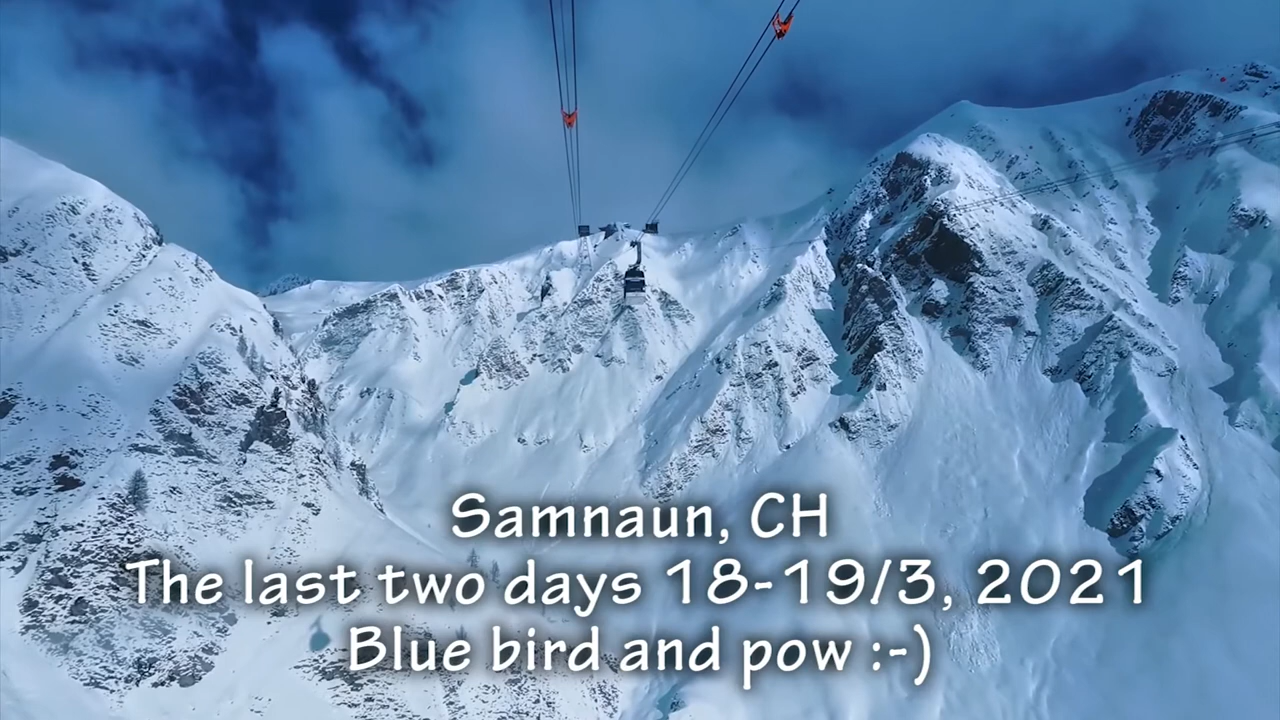 Samnaun, CH
The last two days 18-19/3, 2021
Blue bird and pow :-)